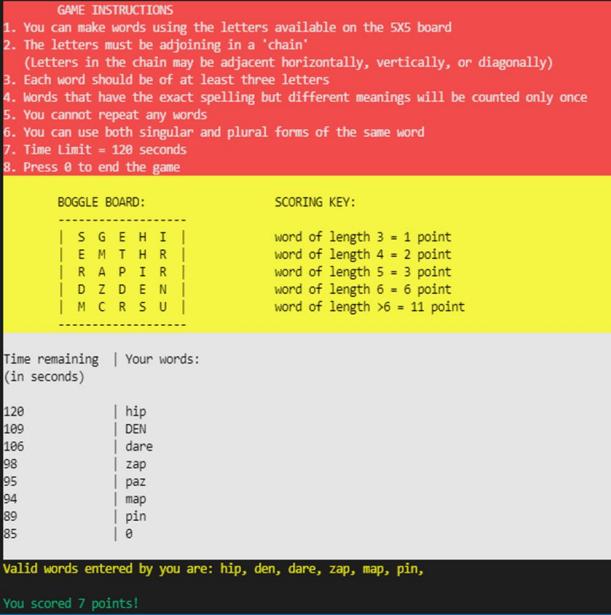 GAME INSTRUCTIONS
1. You can make words using the letters available on the 5X5 board
2. The letters must be adjoining in a 'chain'
(Letters in the chain may be adjacent horizontally, vertically, or diagonally)
3. Each word should be of at least three letters
4. Words that have the exact spelling but different meanings will be counted only once
5. You cannot repeat any words
6. You can use both singular and plural forms of the same word
7. Time Limit = 120 seconds
8. Press 0 to end the game
BOGGLE BOARD: SCORING KEY:
-------------------
| S G E H I | word of length 3 = 1 point
| E M T H R | word of length 4 = 2 point
| R A P I R | word of length 5 = 3 point
| D Z D E N | word of length 6 = 6 point
| M C R S U | word of length >6 = 11 point
-------------------
Time remaining | Your words:
(in seconds)
120 | hip
109 | DEN
106 | dare
98 | zap
95 | paz
94 | map
89 | pin
85 | 0
Valid words entered by you are: hip, den, dare, zap, map, pin,
You scored 7 points!